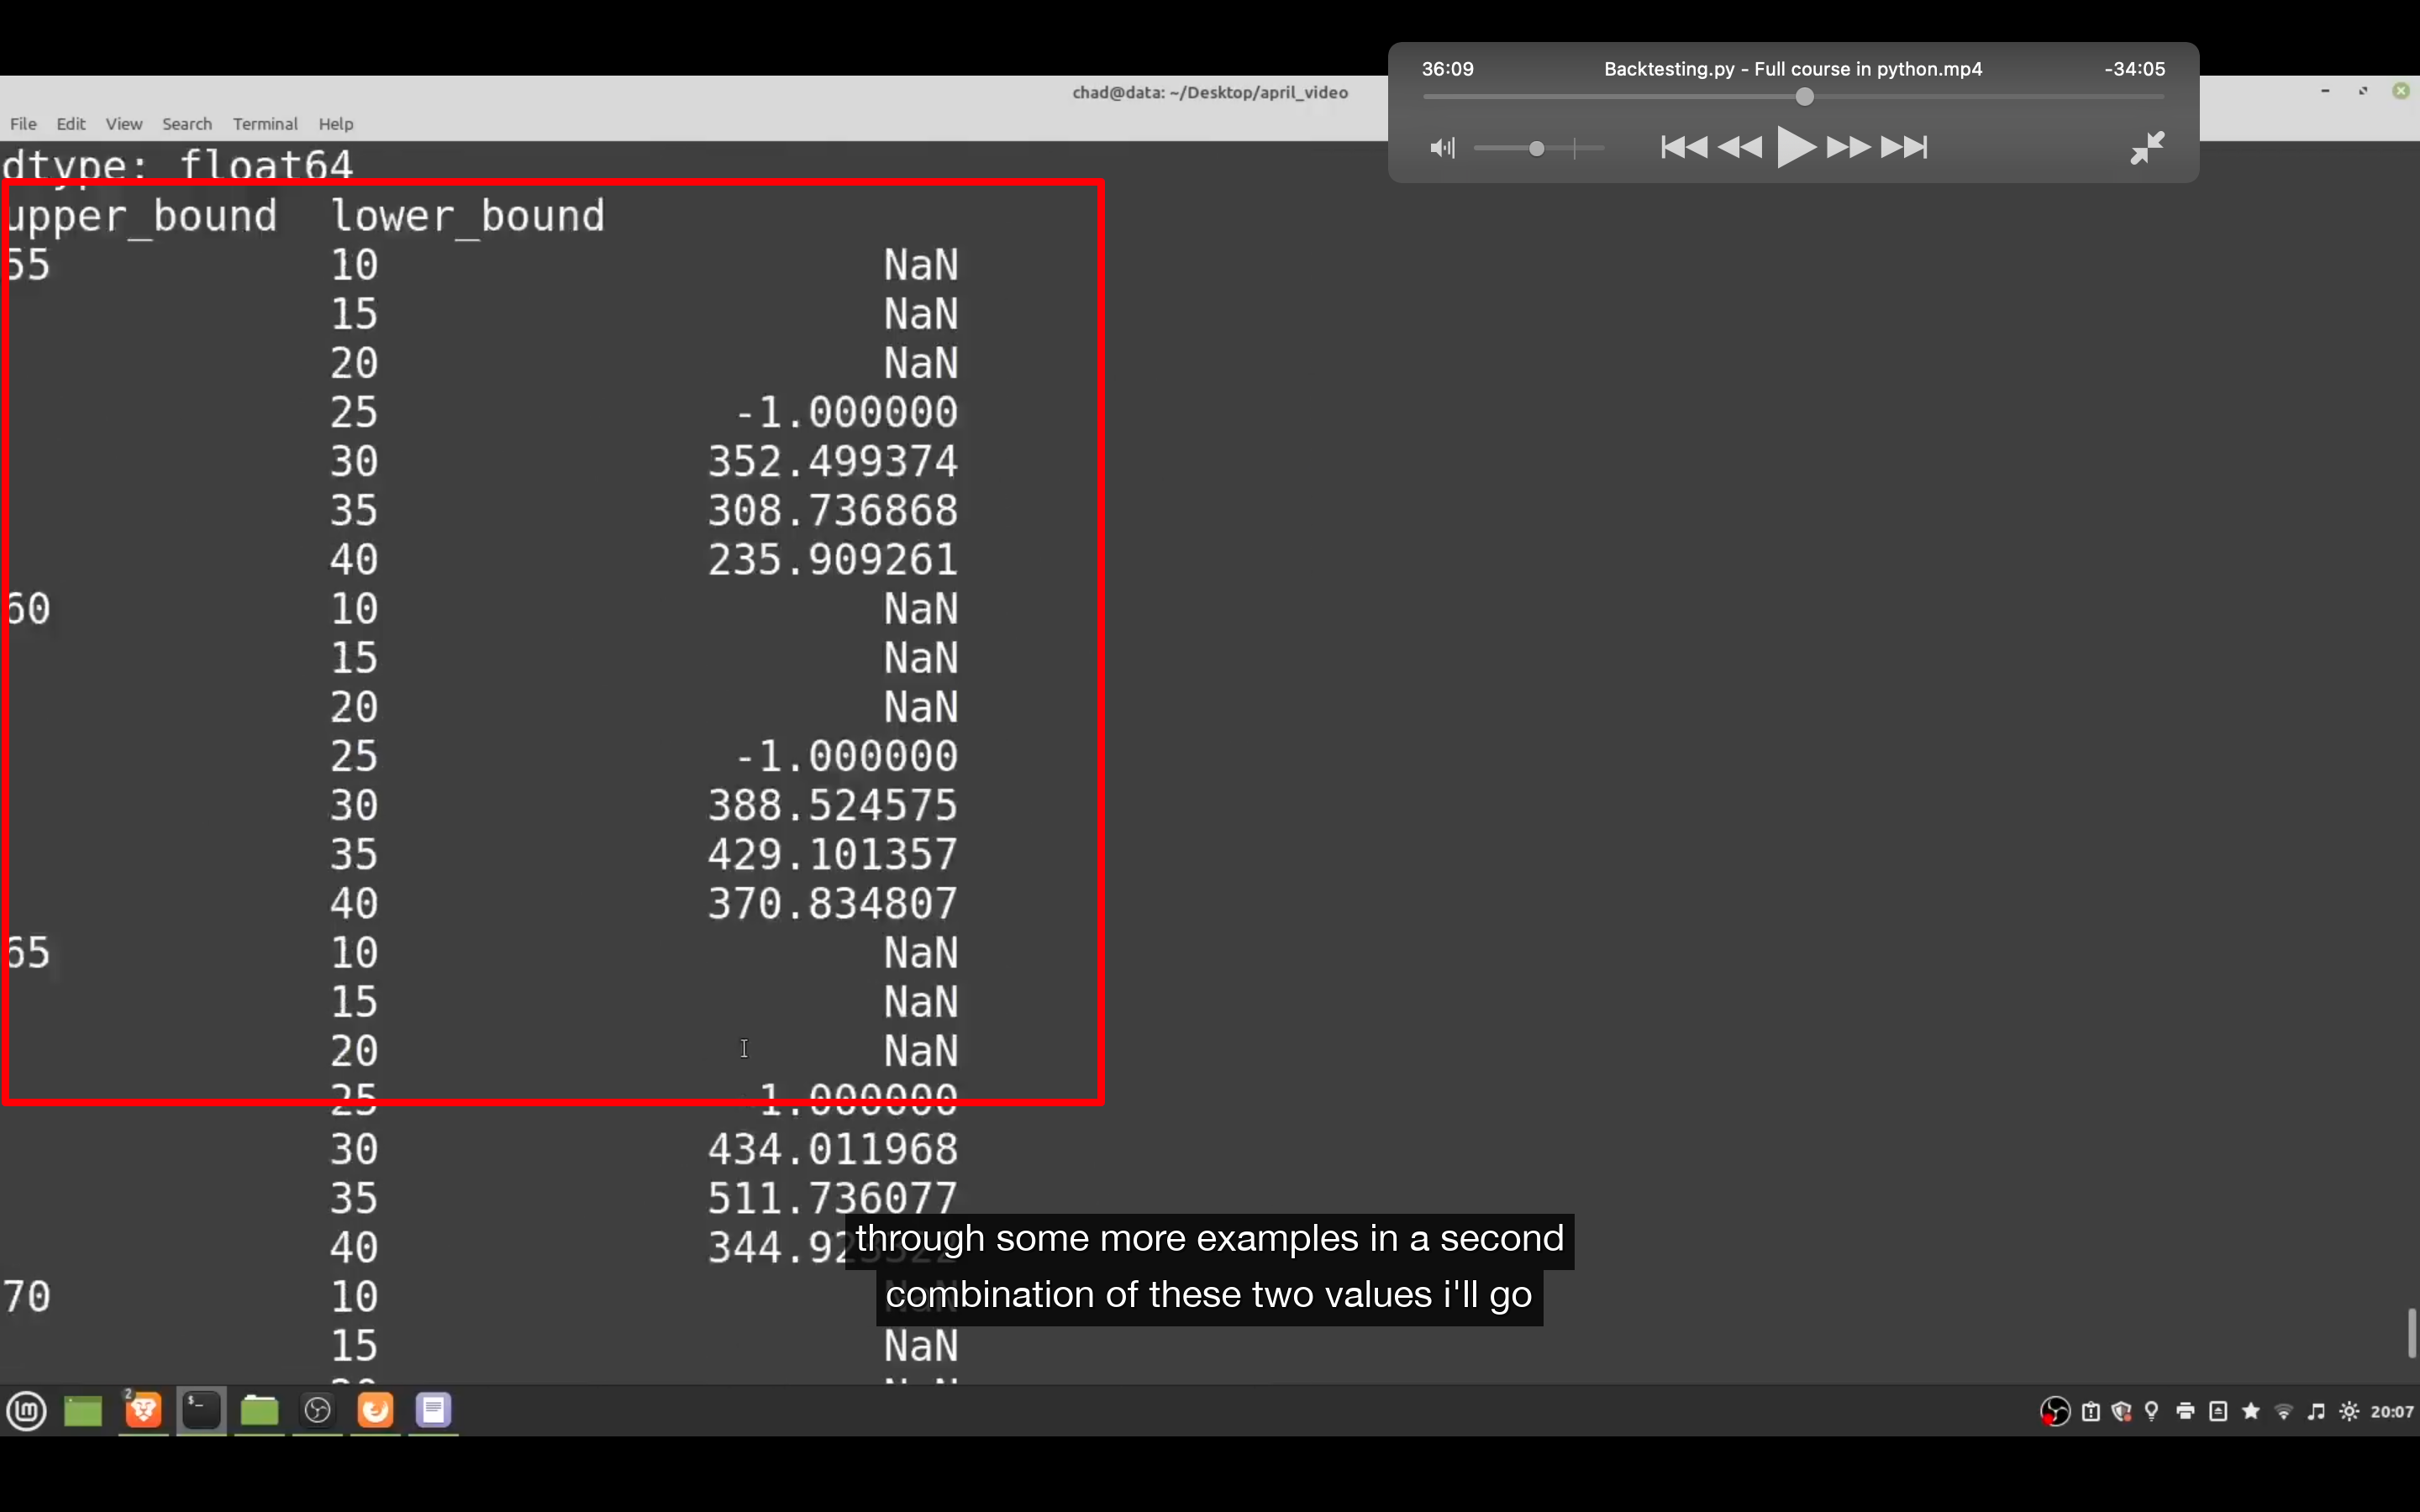 36:09 Backtesting.py - Full course in python.mp4 -34:05
chad@data: ~/Desktop/april_video
File Edit View Search Terminal Help
dtype: float64
upper_bound lower_bound
55 10 NaN
15 NaN
20 NaN
25 -1.000000
30 352.499374
35 308.736868
40 235.909261
60 10 NaN
15 NaN
20 NaN
25 -1.000000
30 388.524575
35 429.101357
40 370.834807
65 10 NaN
15 NaN
20 NaN
25 -1.000000
30 434.011968
35 511.736077
40
through some more examples in a second
combination of these two values i'll go
70 10 NaN
15 NaN
2
$_
20:07